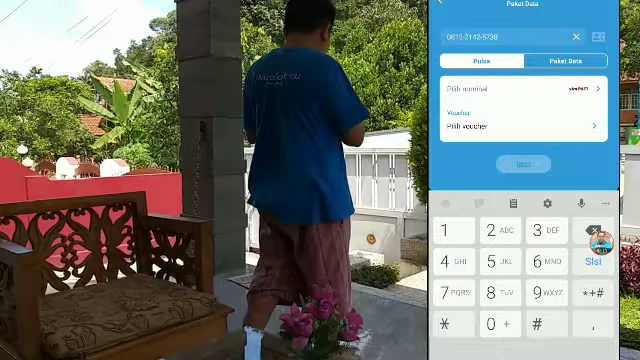 Paket Data
0812-2142-5738
Pulsa
Paket Data
Pilih nominal
simPATI
Voucher
Pilih voucher
BELI
1
2 ABC
3 DEF
4 GHI
5 JKL
6 MNO
Slsi
7 PQRS
8 TUV
9 WXYZ
*+#
*
0 +
#
,